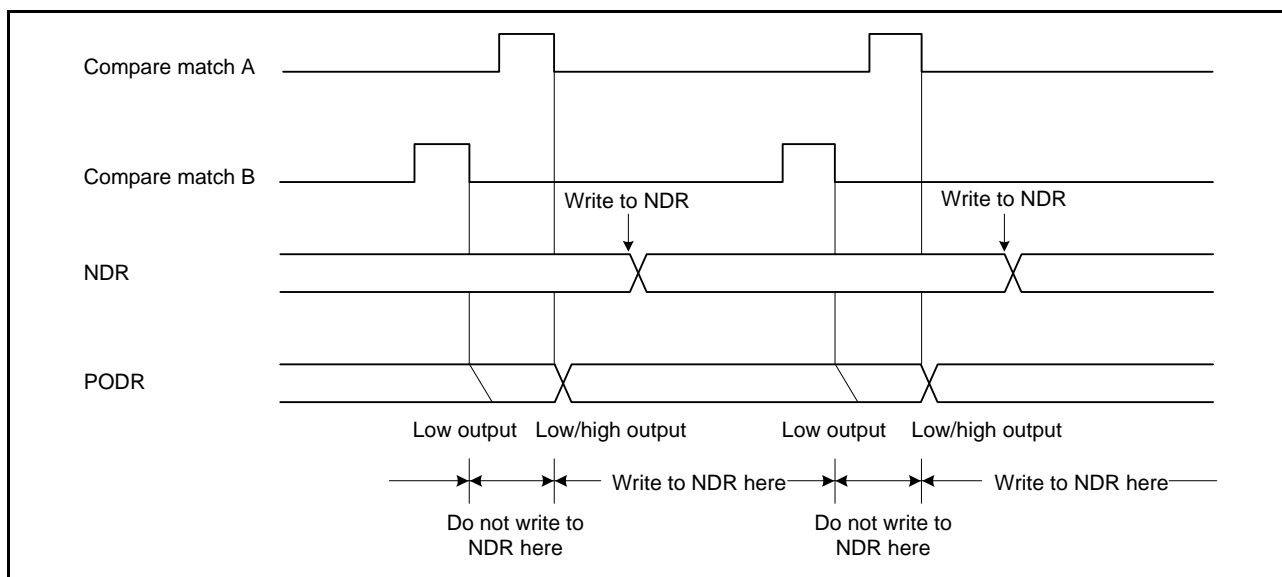 Compare match A
Compare match B
Write to NDR
Write to NDR
NDR
PODR
Low output
Low/high output
Low output
Low/high output
Write to NDR here
Write to NDR here
Do not write to
NDR here
Do not write to
NDR here